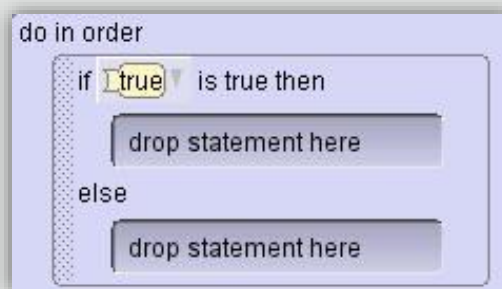 do in order
if true is true then
drop statement here
else
drop statement here